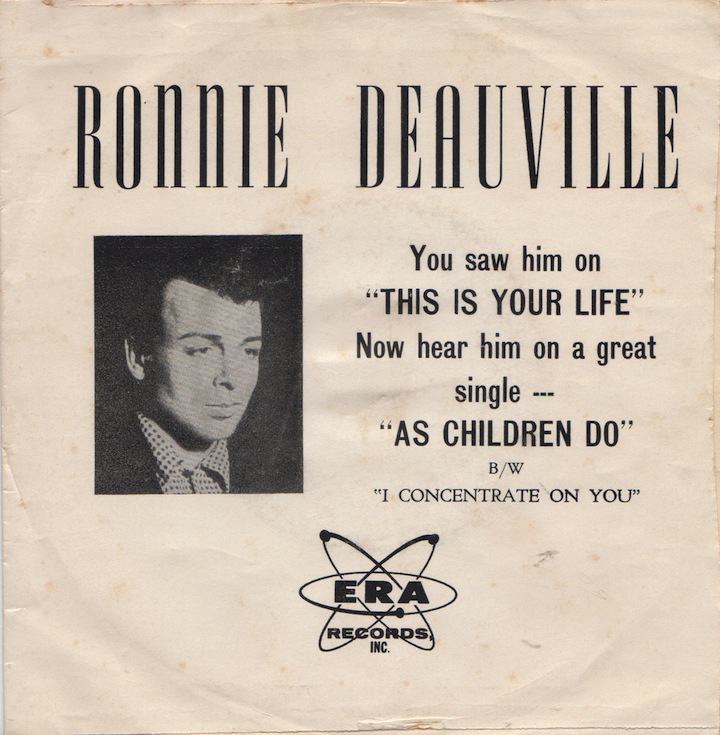 RONNIE DEAUVILLE
You saw him on
"THIS IS YOUR LIFE"
Now hear him on a great
single ---
"AS CHILDREN DO"
B/W
"I CONCENTRATE ON YOU"
ERA
RECORDS,
INC.